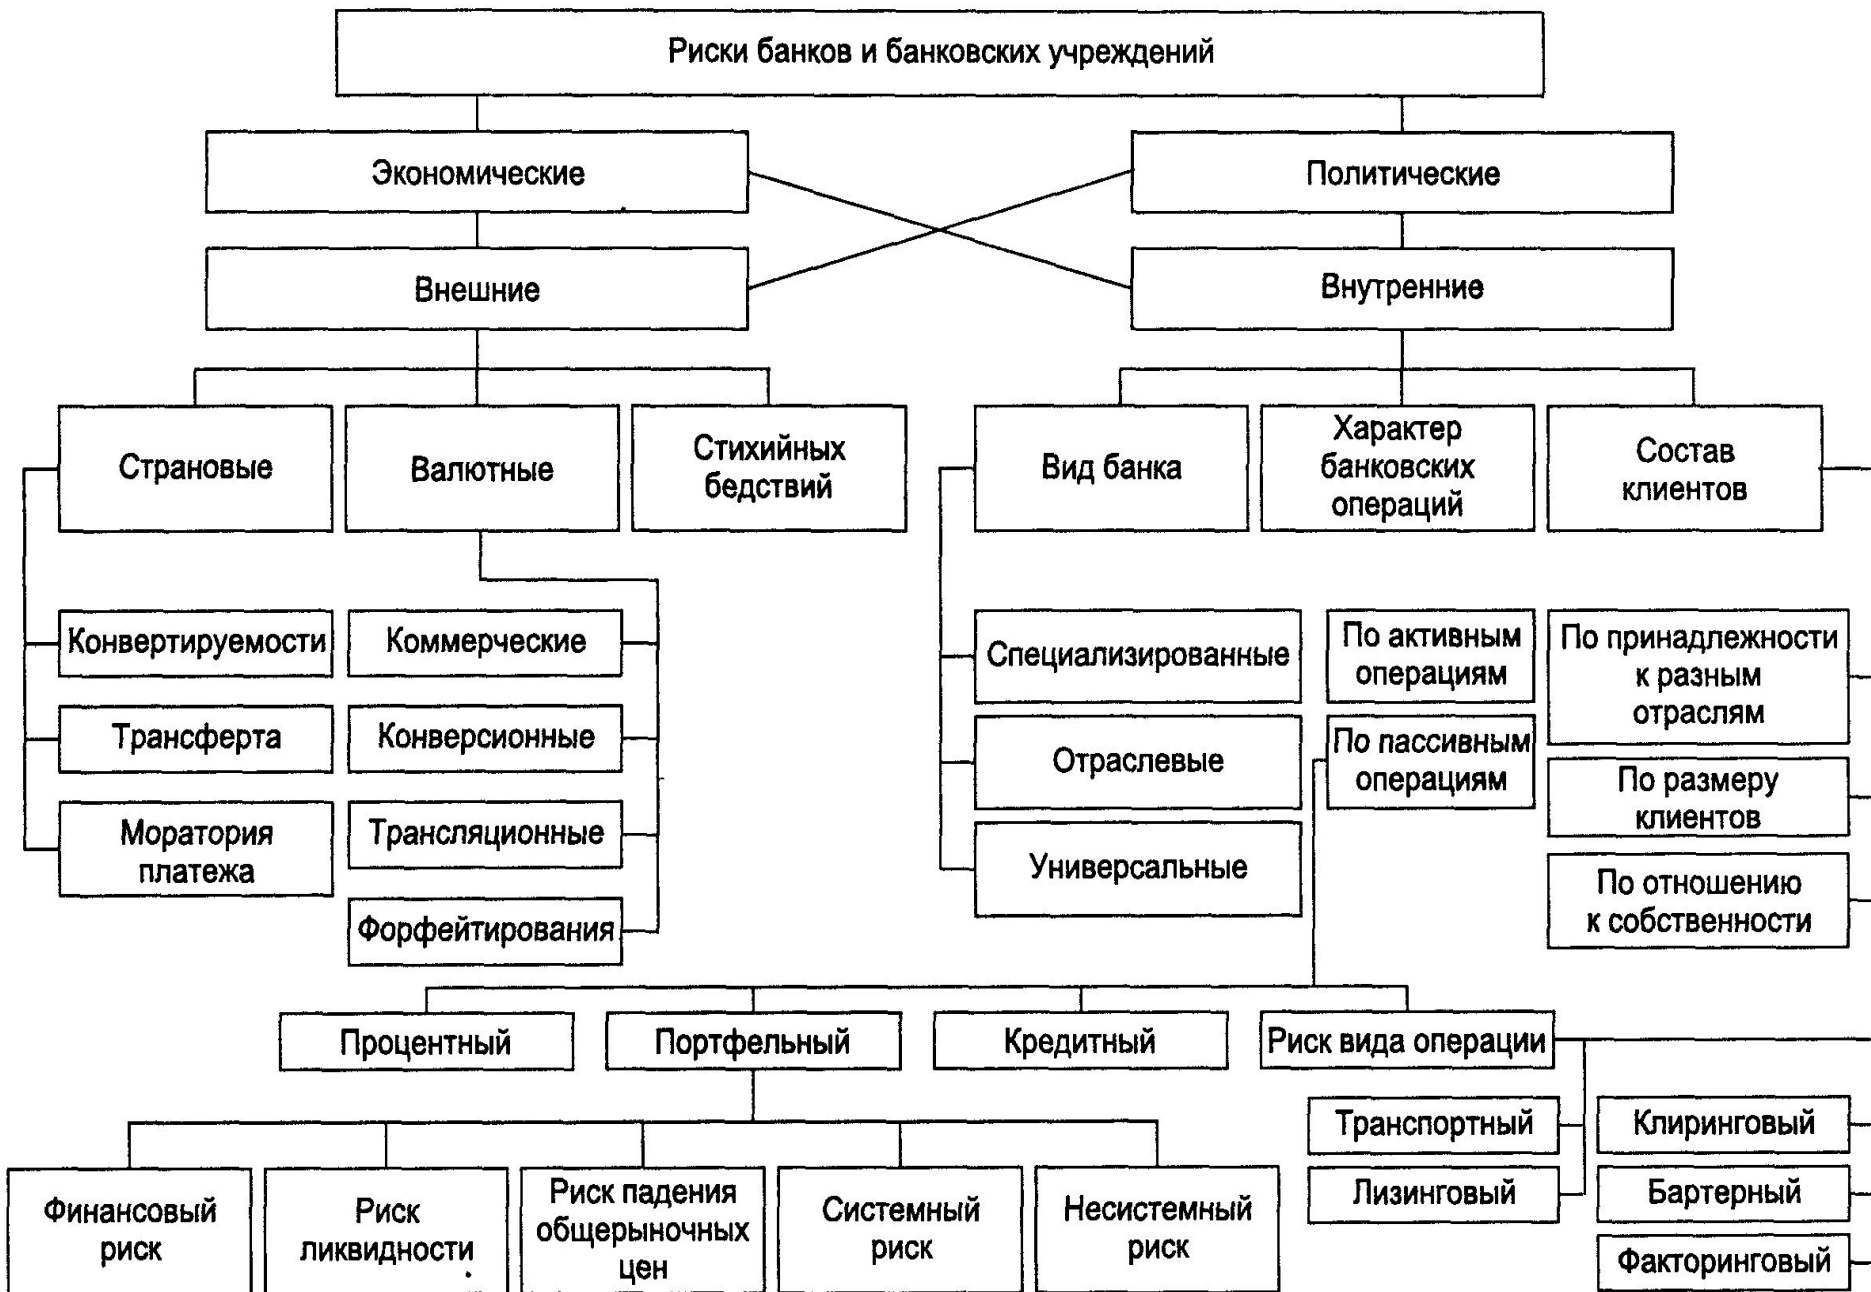 Риски банков и банковских учреждений
Экономические
Политические
Внешние
Внутренние
Страновые
Валютные
Стихийных
бедствий
Вид банка
Характер
банковских
операций
Состав
клиентов
Конвертируемости
Трансферта
Моратория
платежа
Коммерческие
Конверсионные
Трансляционные
Форфейтирования
Специализированные
Отраслевые
Универсальные
По активным
операциям
По пассивным
операциям
По принадлежности
к разным
отраслям
По размеру
клиентов
По отношению
к собственности
Процентный
Портфельный
Кредитный
Риск вида операции
Транспортный
Лизинговый
Клиринговый
Бартерный
Факторинговый
Финансовый
риск
Риск
ликвидности
Риск падения
общерыночных
цен
Системный
риск
Несистемный
риск